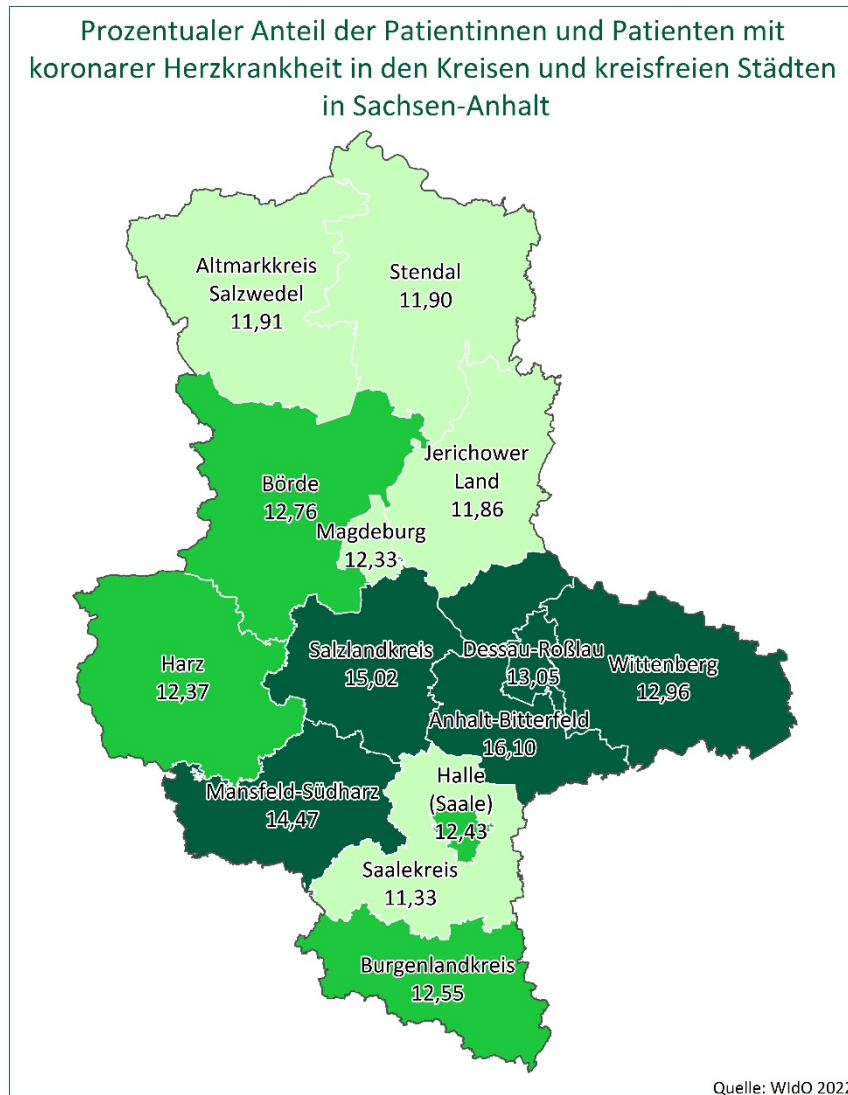 Prozentualer Anteil der Patientinnen und Patienten mit
koronarer Herzkrankheit in den Kreisen und kreisfreien Städten
in Sachsen-Anhalt
Altmarkkreis
Salzwedel
11,91
Stendal
11,90
Börde
12,76
Jerichower
Land
11,86
Magdeburg
12,33
Harz
12,37
Salzlandkreis
15,02
Dessau-Roßlau
13,05
Wittenberg
12,96
Anhalt-Bitterfeld
16,10
Mansfeld-Südharz
14,47
Halle
(Saale)
12,43
Saalekreis
11,33
Burgenlandkreis
12,55
Quelle: WIdO 2022